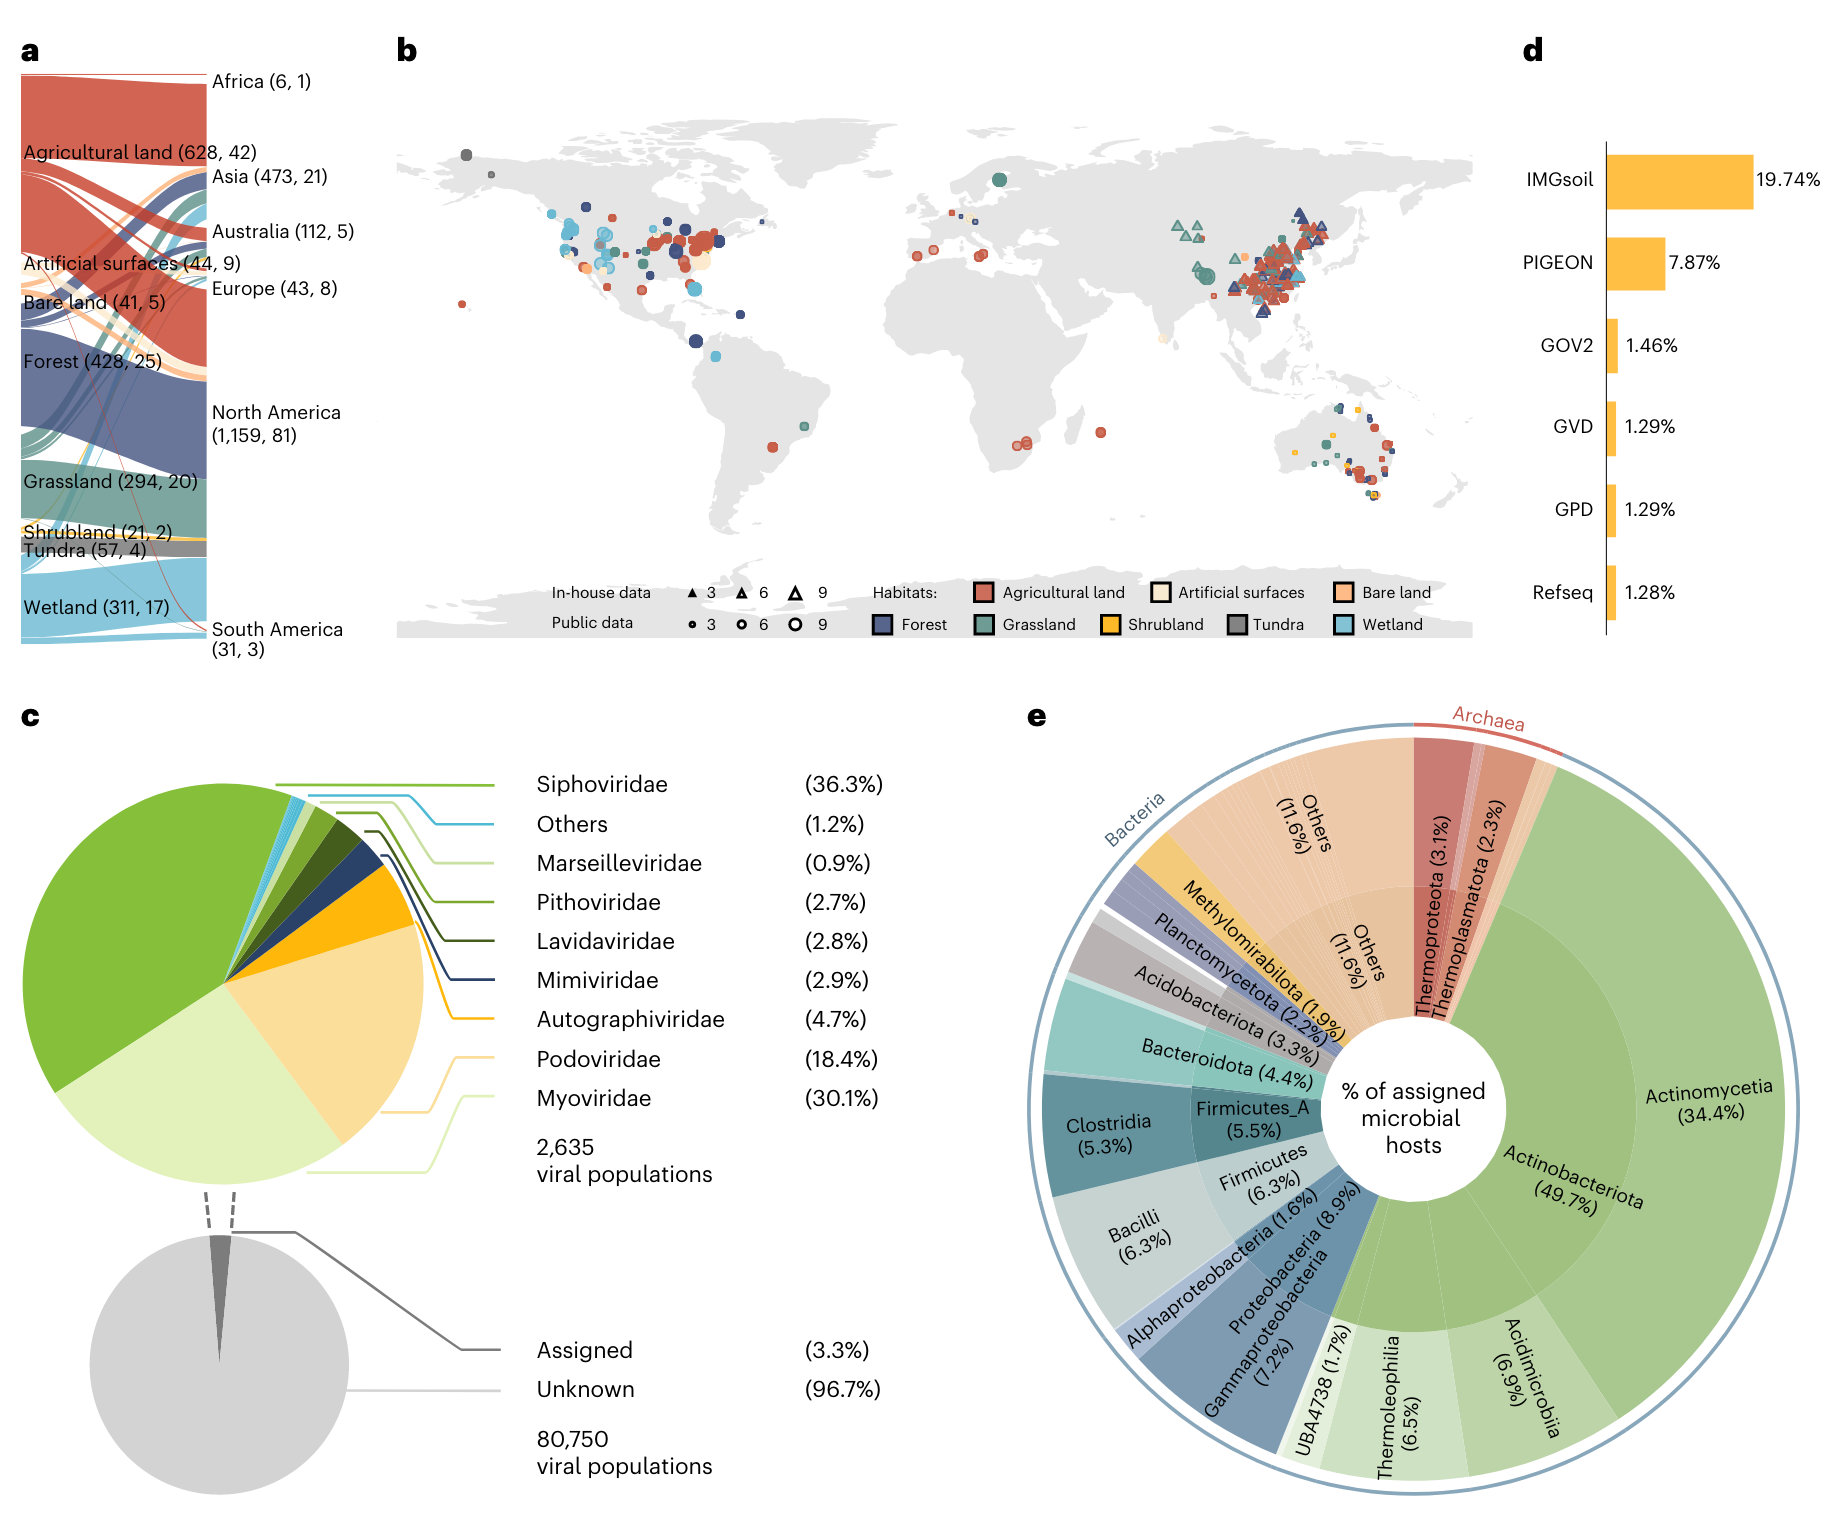 a
Africa (6, 1)
Agricultural land (628, 42)
Asia (473, 21)
Australia (112, 5)
Artificial surfaces (44, 9)
Europe (43, 8)
Bare land (41, 5)
Forest (428, 25)
North America
(1,159, 81)
Grassland (294, 20)
Shrubland (21, 2)
Tundra (57, 4)
Wetland (311, 17)
South America
(31, 3)
b
In-house data
3
6
9
Public data
3
6
9
Habitats:
Agricultural land
Artificial surfaces
Bare land
Forest
Grassland
Shrubland
Tundra
Wetland
d
IMGsoil 19.74%
PIGEON 7.87%
GOV2 1.46%
GVD 1.29%
GPD 1.29%
Refseq 1.28%
c
Siphoviridae (36.3%)
Others (1.2%)
Marseilleviridae (0.9%)
Pithoviridae (2.7%)
Lavidaviridae (2.8%)
Mimiviridae (2.9%)
Autographiviridae (4.7%)
Podoviridae (18.4%)
Myoviridae (30.1%)
2,635
viral populations
Assigned (3.3%)
Unknown (96.7%)
80,750
viral populations
e
Archaea
Bacteria
Thermoproteota (3.1%)
Thermoplasmatota (2.3%)
Actinomycetia
(34.4%)
Actinobacteriota
(49.7%)
Acidimicrobiia
(6.9%)
Thermoleophilia
(6.5%)
UBA4738 (1.7%)
Proteobacteria (8.9%)
Gammaproteobacteria
(7.2%)
Alphaproteobacteria (1.6%)
Firmicutes
(6.3%)
Bacilli
(6.3%)
Firmicutes_A
(5.5%)
Clostridia
(5.3%)
Bacteroidota (4.4%)
Acidobacteriota (3.3%)
Planctomycetota (2.2%)
Methylomirabilota (1.9%)
Others
(11.6%)
Others
(11.6%)
% of assigned
microbial
hosts